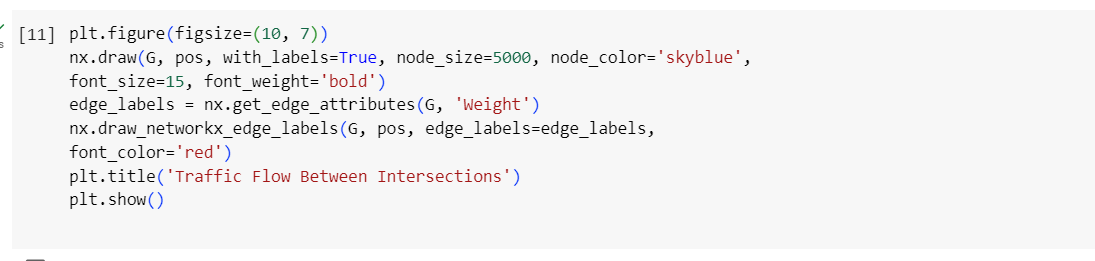 [11] plt.figure(figsize=(10, 7))
nx.draw(G, pos, with_labels=True, node_size=5000, node_color='skyblue',
font_size=15, font_weight='bold')
edge_labels = nx.get_edge_attributes(G, 'Weight')
nx.draw_networkx_edge_labels(G, pos, edge_labels=edge_labels,
font_color='red')
plt.title('Traffic Flow Between Intersections')
plt.show()